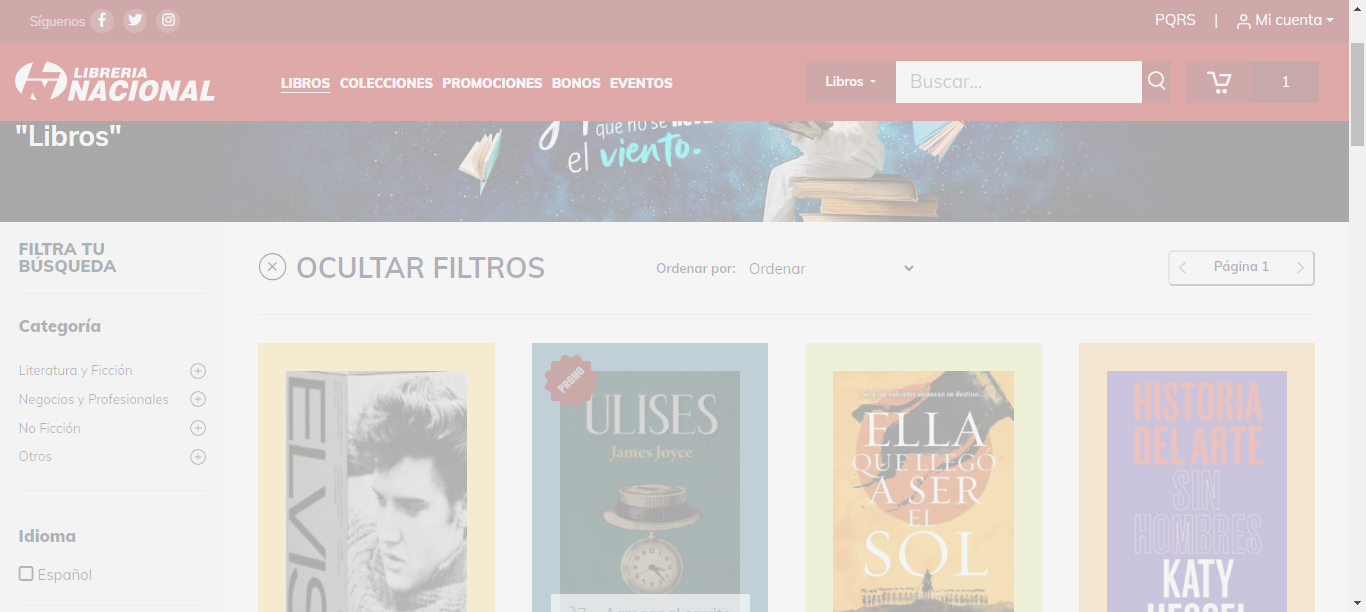 Síguenos
PQRS | Mi cuenta
LIBRERIA
NACIONAL
LIBROS COLECCIONES PROMOCIONES BONOS EVENTOS
Libros
Buscar...
1
"Libros"
que no se
el viento.
FILTRA TU
BÚSQUEDA
OCULTAR FILTROS
Ordenar por: Ordenar
Página 1
Categoría
Literatura y Ficción
Negocios y Profesionales
No Ficción
Otros
Idioma
Español
ELVIS
PROMO
ULISES
James Joyce
Agregar al carrito
Solo los valientes alcanzan su destino...
ELLA
QUE LLEGÓ
A SER
EL
SOL
HISTORIA
DEL ARTE
SIN
HOMBRES
KATY
HESSEL